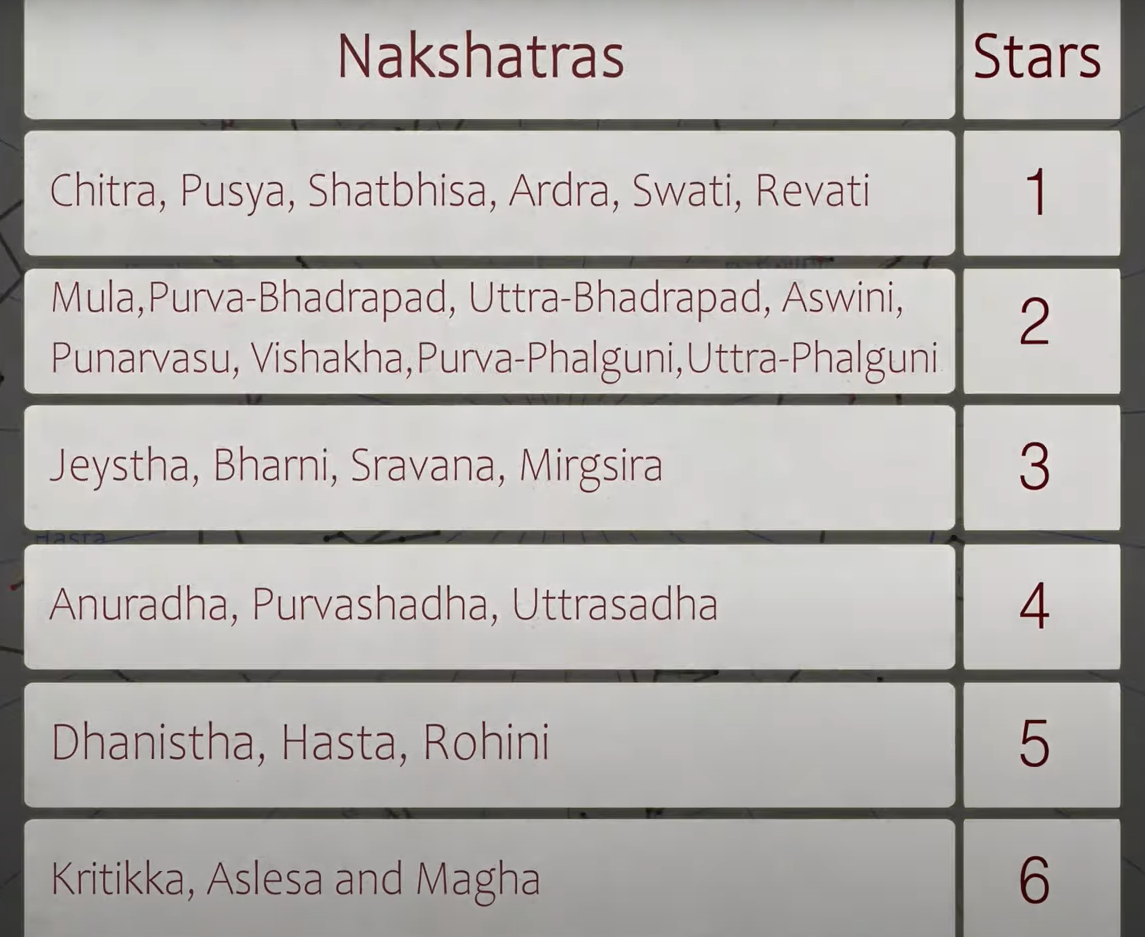 Nakshatras Stars
Chitra, Pusya, Shatbhisa, Ardra, Swati, Revati 1
Mula,Purva-Bhadrapad, Uttra-Bhadrapad, Aswini,
Punarvasu, Vishakha,Purva-Phalguni,Uttra-Phalguni 2
Jeystha, Bharni, Sravana, Mirgsira 3
Hasta
Anuradha, Purvashadha, Uttrasadha 4
Dhanistha, Hasta, Rohini 5
Kritikka, Aslesa and Magha 6